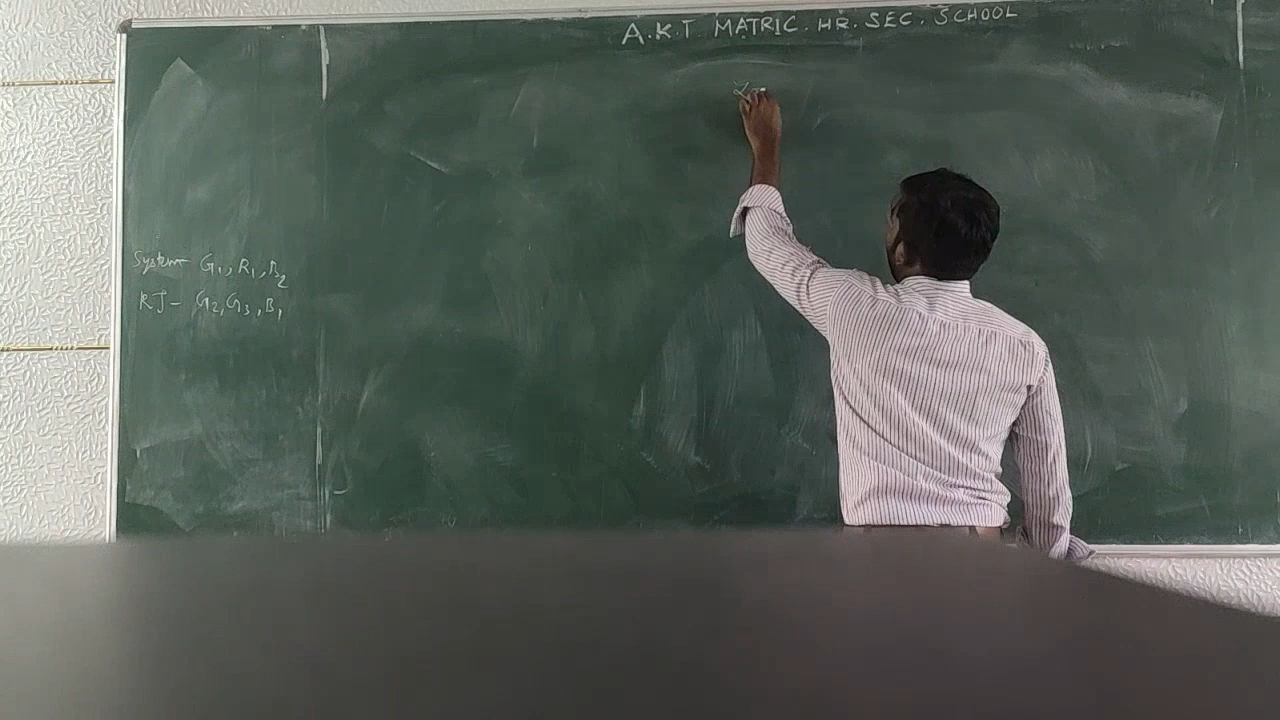 A.K.T MATRIC. HR. SEC. SCHOOL
System- G1, R1, B2
RJ - G2, G3, B1